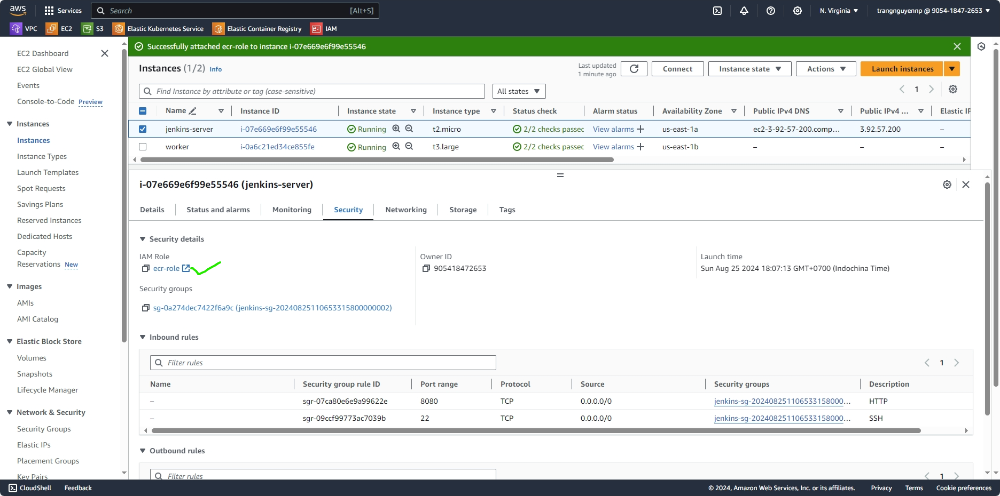 aws
Services
Search
[Alt+S]
N. Virginia
trangnguyennp @ 9054-1847-2653
VPC
EC2
S3
Elastic Kubernetes Service
Elastic Container Registry
IAM
EC2 Dashboard
EC2 Global View
Events
Console-to-Code Preview
Instances
Instances
Instance Types
Launch Templates
Spot Requests
Savings Plans
Reserved Instances
Dedicated Hosts
Capacity
Reservations New
Images
AMIs
AMI Catalog
Elastic Block Store
Volumes
Snapshots
Lifecycle Manager
Network & Security
Security Groups
Elastic IPs
Placement Groups
Key Pairs
Successfully attached ecr-role to instance i-07e669e6f99e55546
Instances (1/2) Info
Last updated
1 minute ago
Connect
Instance state
Actions
Launch instances
Find Instance by attribute or tag (case-sensitive)
All states
1
Name Instance ID Instance state Instance type Status check Alarm status Availability Zone Public IPv4 DNS Public IPv4 ... Elastic IP
jenkins-server i-07e669e6f99e55546 Running t2.micro 2/2 checks passec View alarms + us-east-1a ec2-3-92-57-200.comp... 3.92.57.200 –
worker i-0a6c21ed34ce855fe Running t3.large 2/2 checks passec View alarms + us-east-1b – – –
i-07e669e6f99e55546 (jenkins-server)
Details
Status and alarms
Monitoring
Security
Networking
Storage
Tags
Security details
IAM Role
ecr-role
Owner ID
905418472653
Launch time
Sun Aug 25 2024 18:07:13 GMT+0700 (Indochina Time)
Security groups
sg-0a274dec7422f6a9c (jenkins-sg-20240825110653315800000002)
Inbound rules
Filter rules
1
Name Security group rule ID Port range Protocol Source Security groups Description
– sgr-07ca80e6e9a99622e 8080 TCP 0.0.0.0/0 jenkins-sg-202408251106533158000... HTTP
– sgr-09ccf99773ac7039b 22 TCP 0.0.0.0/0 jenkins-sg-202408251106533158000... SSH
Outbound rules
Filter rules
1
CloudShell
Feedback
© 2024, Amazon Web Services, Inc. or its affiliates.
Privacy
Terms
Cookie preferences